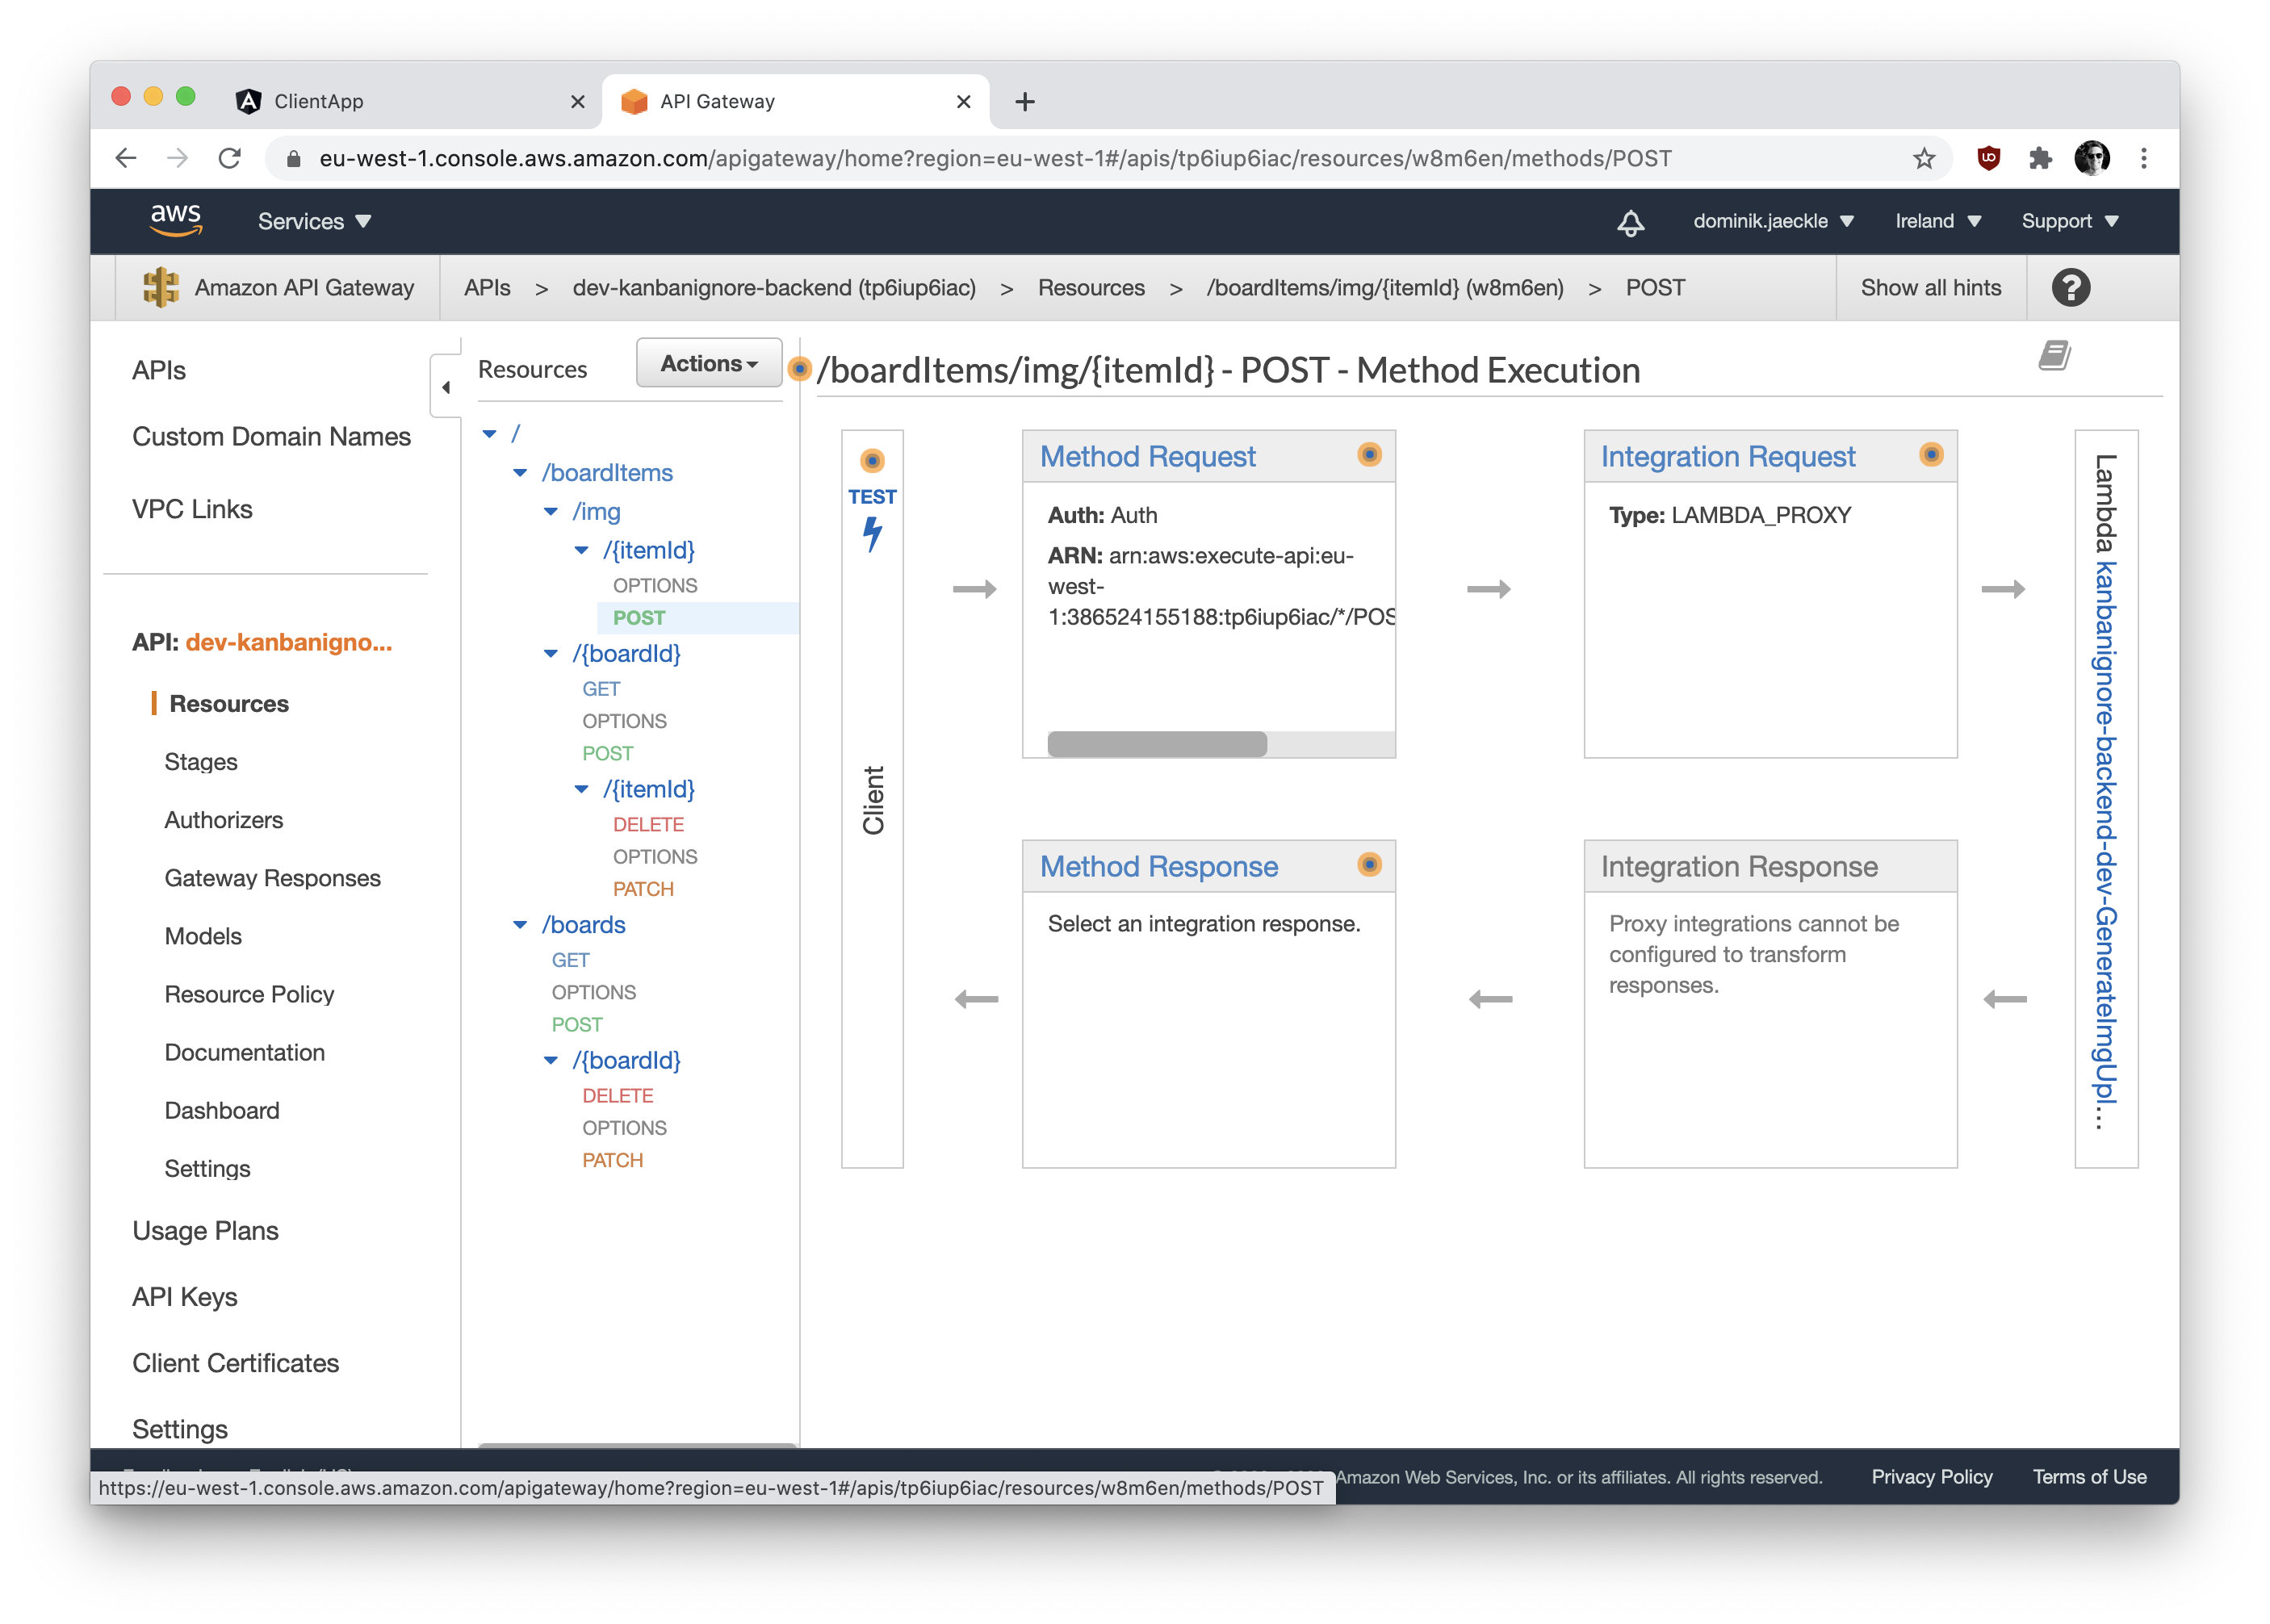 ClientApp
API Gateway
eu-west-1.console.aws.amazon.com/apigateway/home?region=eu-west-1#/apis/tp6iup6iac/resources/w8m6en/methods/POST
aws
Services
dominik.jaeckle
Ireland
Support
Amazon API Gateway
APIs > dev-kanbanignore-backend (tp6iup6iac) > Resources > /boardItems/img/{itemId} (w8m6en) > POST
Show all hints
?
APIs
Custom Domain Names
VPC Links
API: dev-kanbanigno...
Resources
Stages
Authorizers
Gateway Responses
Models
Resource Policy
Documentation
Dashboard
Settings
Usage Plans
API Keys
Client Certificates
Settings
Resources
Actions
/
/boardItems
/img
/{itemId}
OPTIONS
POST
/{boardId}
GET
OPTIONS
POST
/{itemId}
DELETE
OPTIONS
PATCH
/boards
GET
OPTIONS
POST
/{boardId}
DELETE
OPTIONS
PATCH
/boardItems/img/{itemId} - POST - Method Execution
TEST
Client
Method Request
Auth: Auth
ARN: arn:aws:execute-api:eu-
west-
1:386524155188:tp6iup6iac/*/POS
Integration Request
Type: LAMBDA_PROXY
Method Response
Select an integration response.
Integration Response
Proxy integrations cannot be
configured to transform
responses.
Lambda kanbanignore-backend-dev-GenerateImgUpl...
https://eu-west-1.console.aws.amazon.com/apigateway/home?region=eu-west-1#/apis/tp6iup6iac/resources/w8m6en/methods/POST
Amazon Web Services, Inc. or its affiliates. All rights reserved.
Privacy Policy
Terms of Use